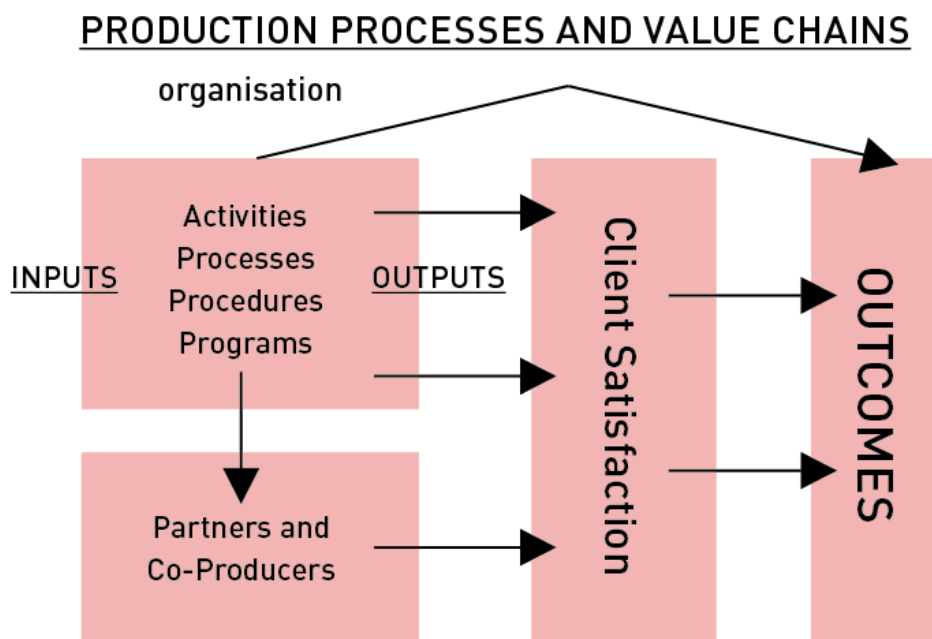 PRODUCTION PROCESSES AND VALUE CHAINS
organisation
INPUTS
Activities
Processes
Procedures
Programs
OUTPUTS
Partners and
Co-Producers
Client Satisfaction
OUTCOMES